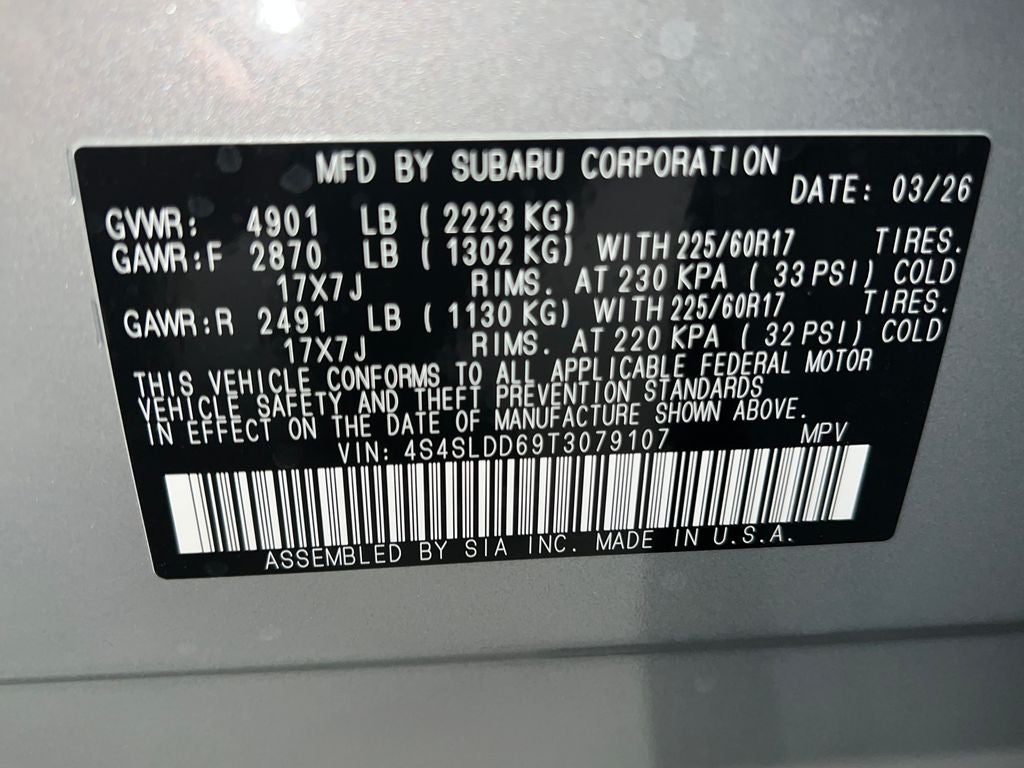 MFD BY SUBARU CORPORATION
DATE: 03/26
GVWR: 4901 LB ( 2223 KG)
GAWR:F 2870 LB ( 1302 KG) WITH 225/60R17 TIRES.
17X7J RIMS. AT 230 KPA ( 33 PSI) COLD
GAWR:R 2491 LB ( 1130 KG) WITH 225/60R17 TIRES.
17X7J RIMS. AT 220 KPA ( 32 PSI) COLD
THIS VEHICLE CONFORMS TO ALL APPLICABLE FEDERAL MOTOR
VEHICLE SAFETY AND THEFT PREVENTION STANDARDS
IN EFFECT ON THE DATE OF MANUFACTURE SHOWN ABOVE.
VIN: 4S4SLDD69T3079107 MPV
ASSEMBLED BY SIA INC. MADE IN U.S.A.